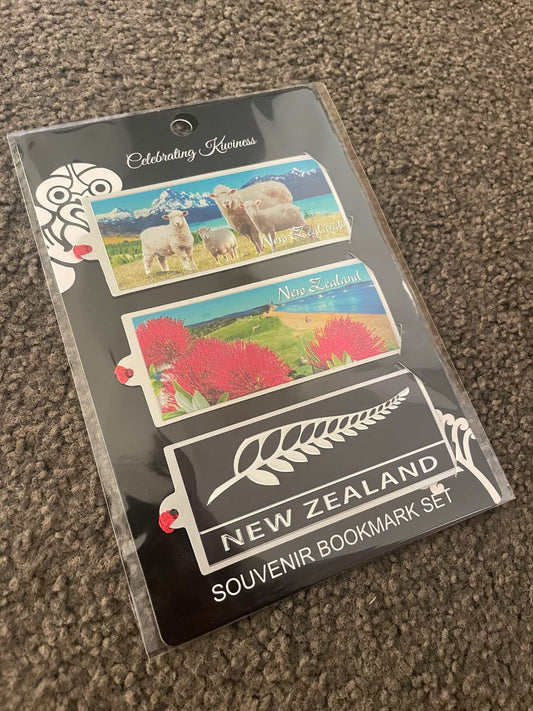 Celebrating Kiwiness
New Zealand
New Zealand
NEW ZEALAND
SOUVENIR BOOKMARK SET